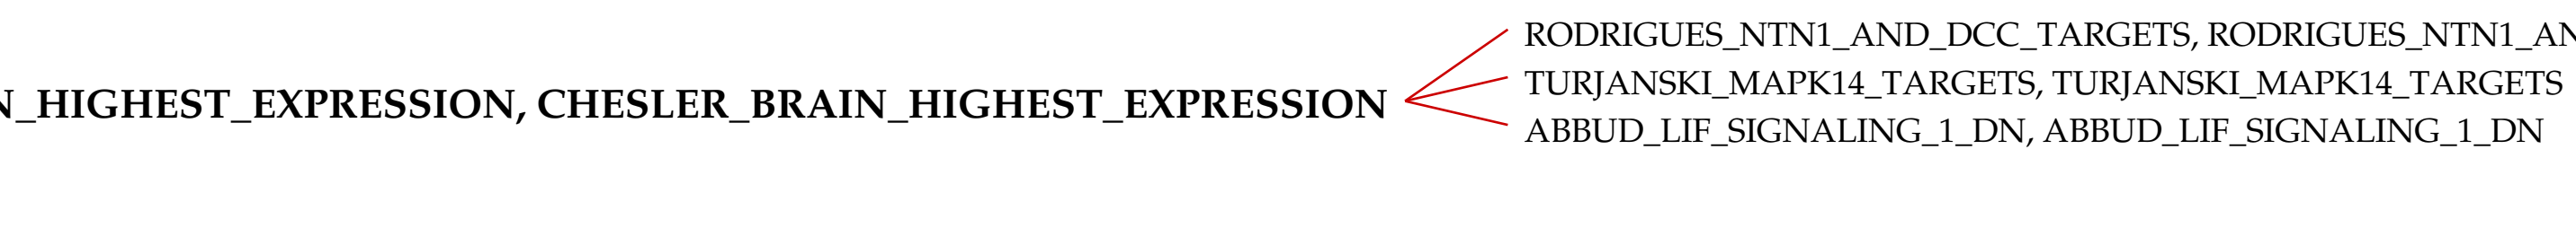 RODRIGUES_NTN1_AND_DCC_TARGETS, RODRIGUES_NTN1_AN
TURJANSKI_MAPK14_TARGETS, TURJANSKI_MAPK14_TARGETS
N_HIGHEST_EXPRESSION, CHESLER_BRAIN_HIGHEST_EXPRESSION
ABBUD_LIF_SIGNALING_1_DN, ABBUD_LIF_SIGNALING_1_DN